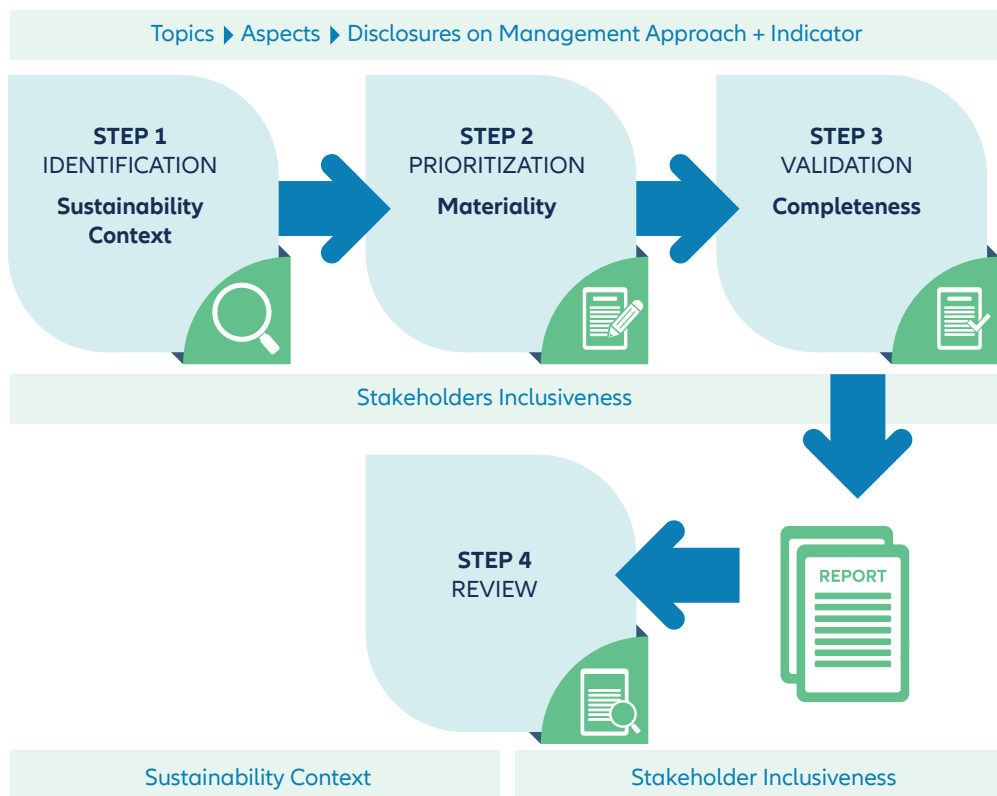 Topics ▶ Aspects ▶ Disclosures on Management Approach + Indicator
STEP 1
IDENTIFICATION
Sustainability
Context
STEP 2
PRIORITIZATION
Materiality
STEP 3
VALIDATION
Completeness
Stakeholders Inclusiveness
STEP 4
REVIEW
REPORT
Sustainability Context
Stakeholder Inclusiveness